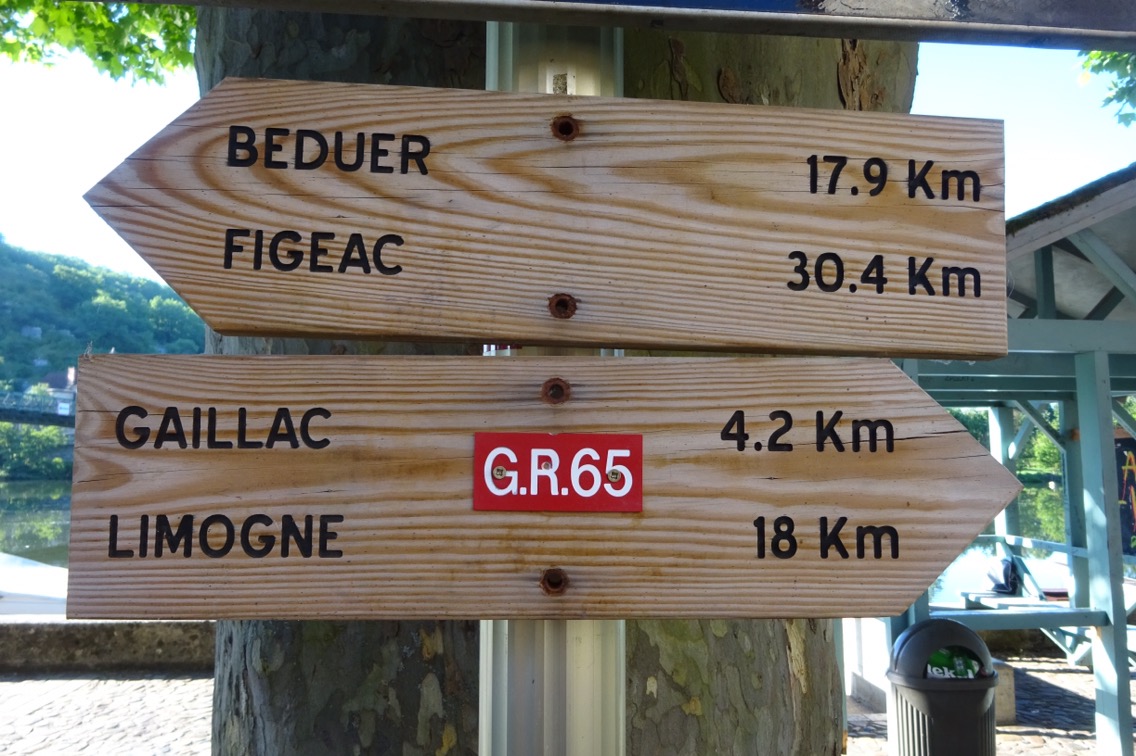 BEDUER 17.9 Km
FIGEAC 30.4 Km
GAILLAC 4.2 Km
G.R.65
LIMOGNE 18 Km